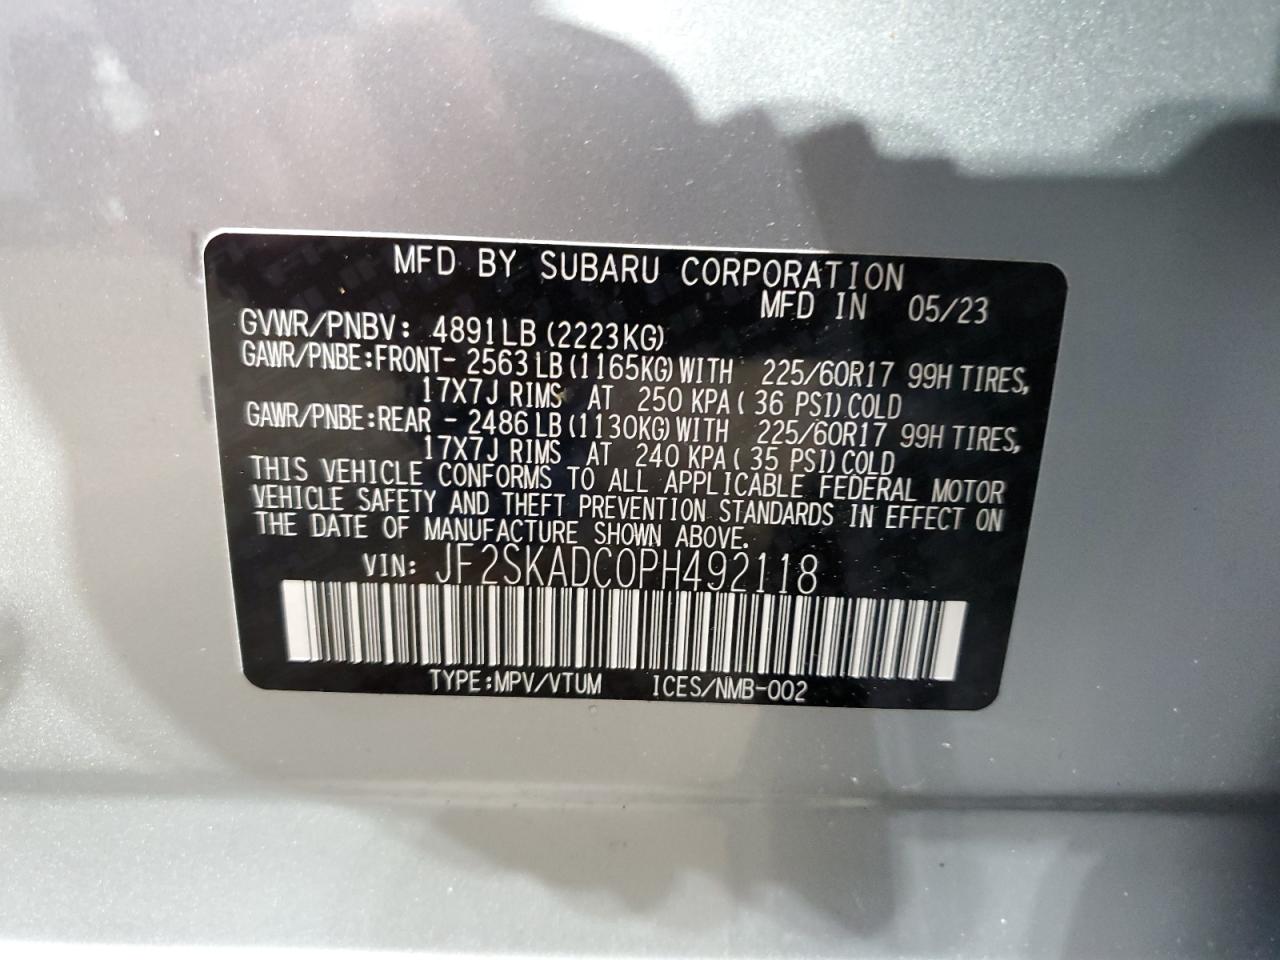 MFD BY SUBARU CORPORATION
MFD IN 05/23
GVWR/PNBV: 4891LB (2223KG)
GAWR/PNBE:FRONT- 2563LB(1165KG)WITH 225/60R17 99H TIRES,
17X7J RIMS AT 250 KPA( 36 PSI)COLD
GAWR/PNBE:REAR - 2486LB(1130KG)WITH 225/60R17 99H TIRES,
17X7J RIMS AT 240 KPA( 35 PSI)COLD
THIS VEHICLE CONFORMS TO ALL APPLICABLE FEDERAL MOTOR
VEHICLE SAFETY AND THEFT PREVENTION STANDARDS IN EFFECT ON
THE DATE OF MANUFACTURE SHOWN ABOVE.
VIN: JF2SKADC0PH492118
TYPE:MPV/VTUM ICES/NMB-002